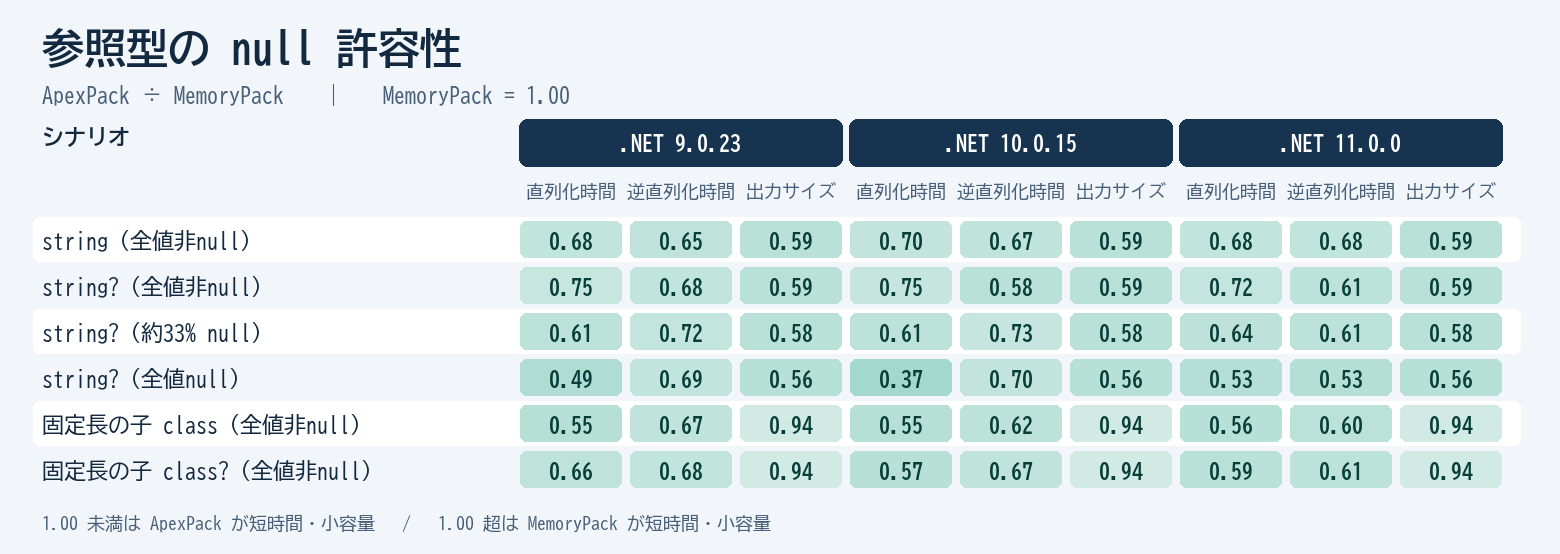 参照型の null 許容性
ApexPack ÷ MemoryPack | MemoryPack = 1.00
シナリオ .NET 9.0.23 .NET 10.0.15 .NET 11.0.0
直列化時間 逆直列化時間 出力サイズ 直列化時間 逆直列化時間 出力サイズ 直列化時間 逆直列化時間 出力サイズ
string (全値非null) 0.68 0.65 0.59 0.70 0.67 0.59 0.68 0.68 0.59
string? (全値非null) 0.75 0.68 0.59 0.75 0.58 0.59 0.72 0.61 0.59
string? (約33% null) 0.61 0.72 0.58 0.61 0.73 0.58 0.64 0.61 0.58
string? (全値null) 0.49 0.69 0.56 0.37 0.70 0.56 0.53 0.53 0.56
固定長の子 class (全値非null) 0.55 0.67 0.94 0.55 0.62 0.94 0.56 0.60 0.94
固定長の子 class? (全値非null) 0.66 0.68 0.94 0.57 0.67 0.94 0.59 0.61 0.94
1.00 未満は ApexPack が短時間・小容量 / 1.00 超は MemoryPack が短時間・小容量